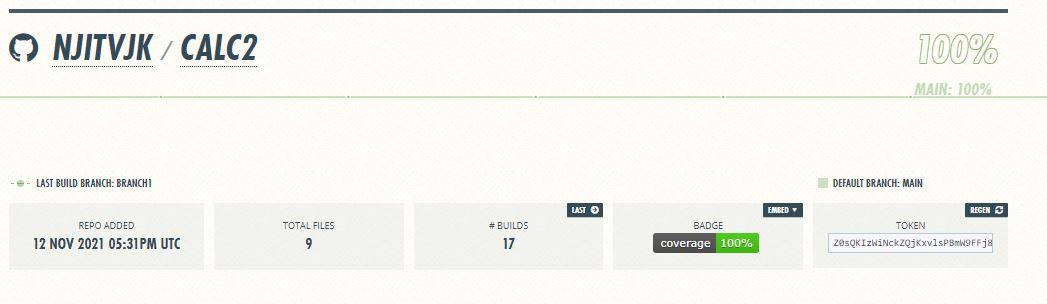 NJITVJK / CALC2
100%
MAIN: 100%
LAST BUILD BRANCH: BRANCH1
DEFAULT BRANCH: MAIN
REPO ADDED
12 NOV 2021 05:31PM UTC
TOTAL FILES
9
LAST
# BUILDS
17
EMBED
BADGE
coverage 100%
REGEN
TOKEN
Z0sQKIzWiNckZQjKxvlsPBmW9FFj8